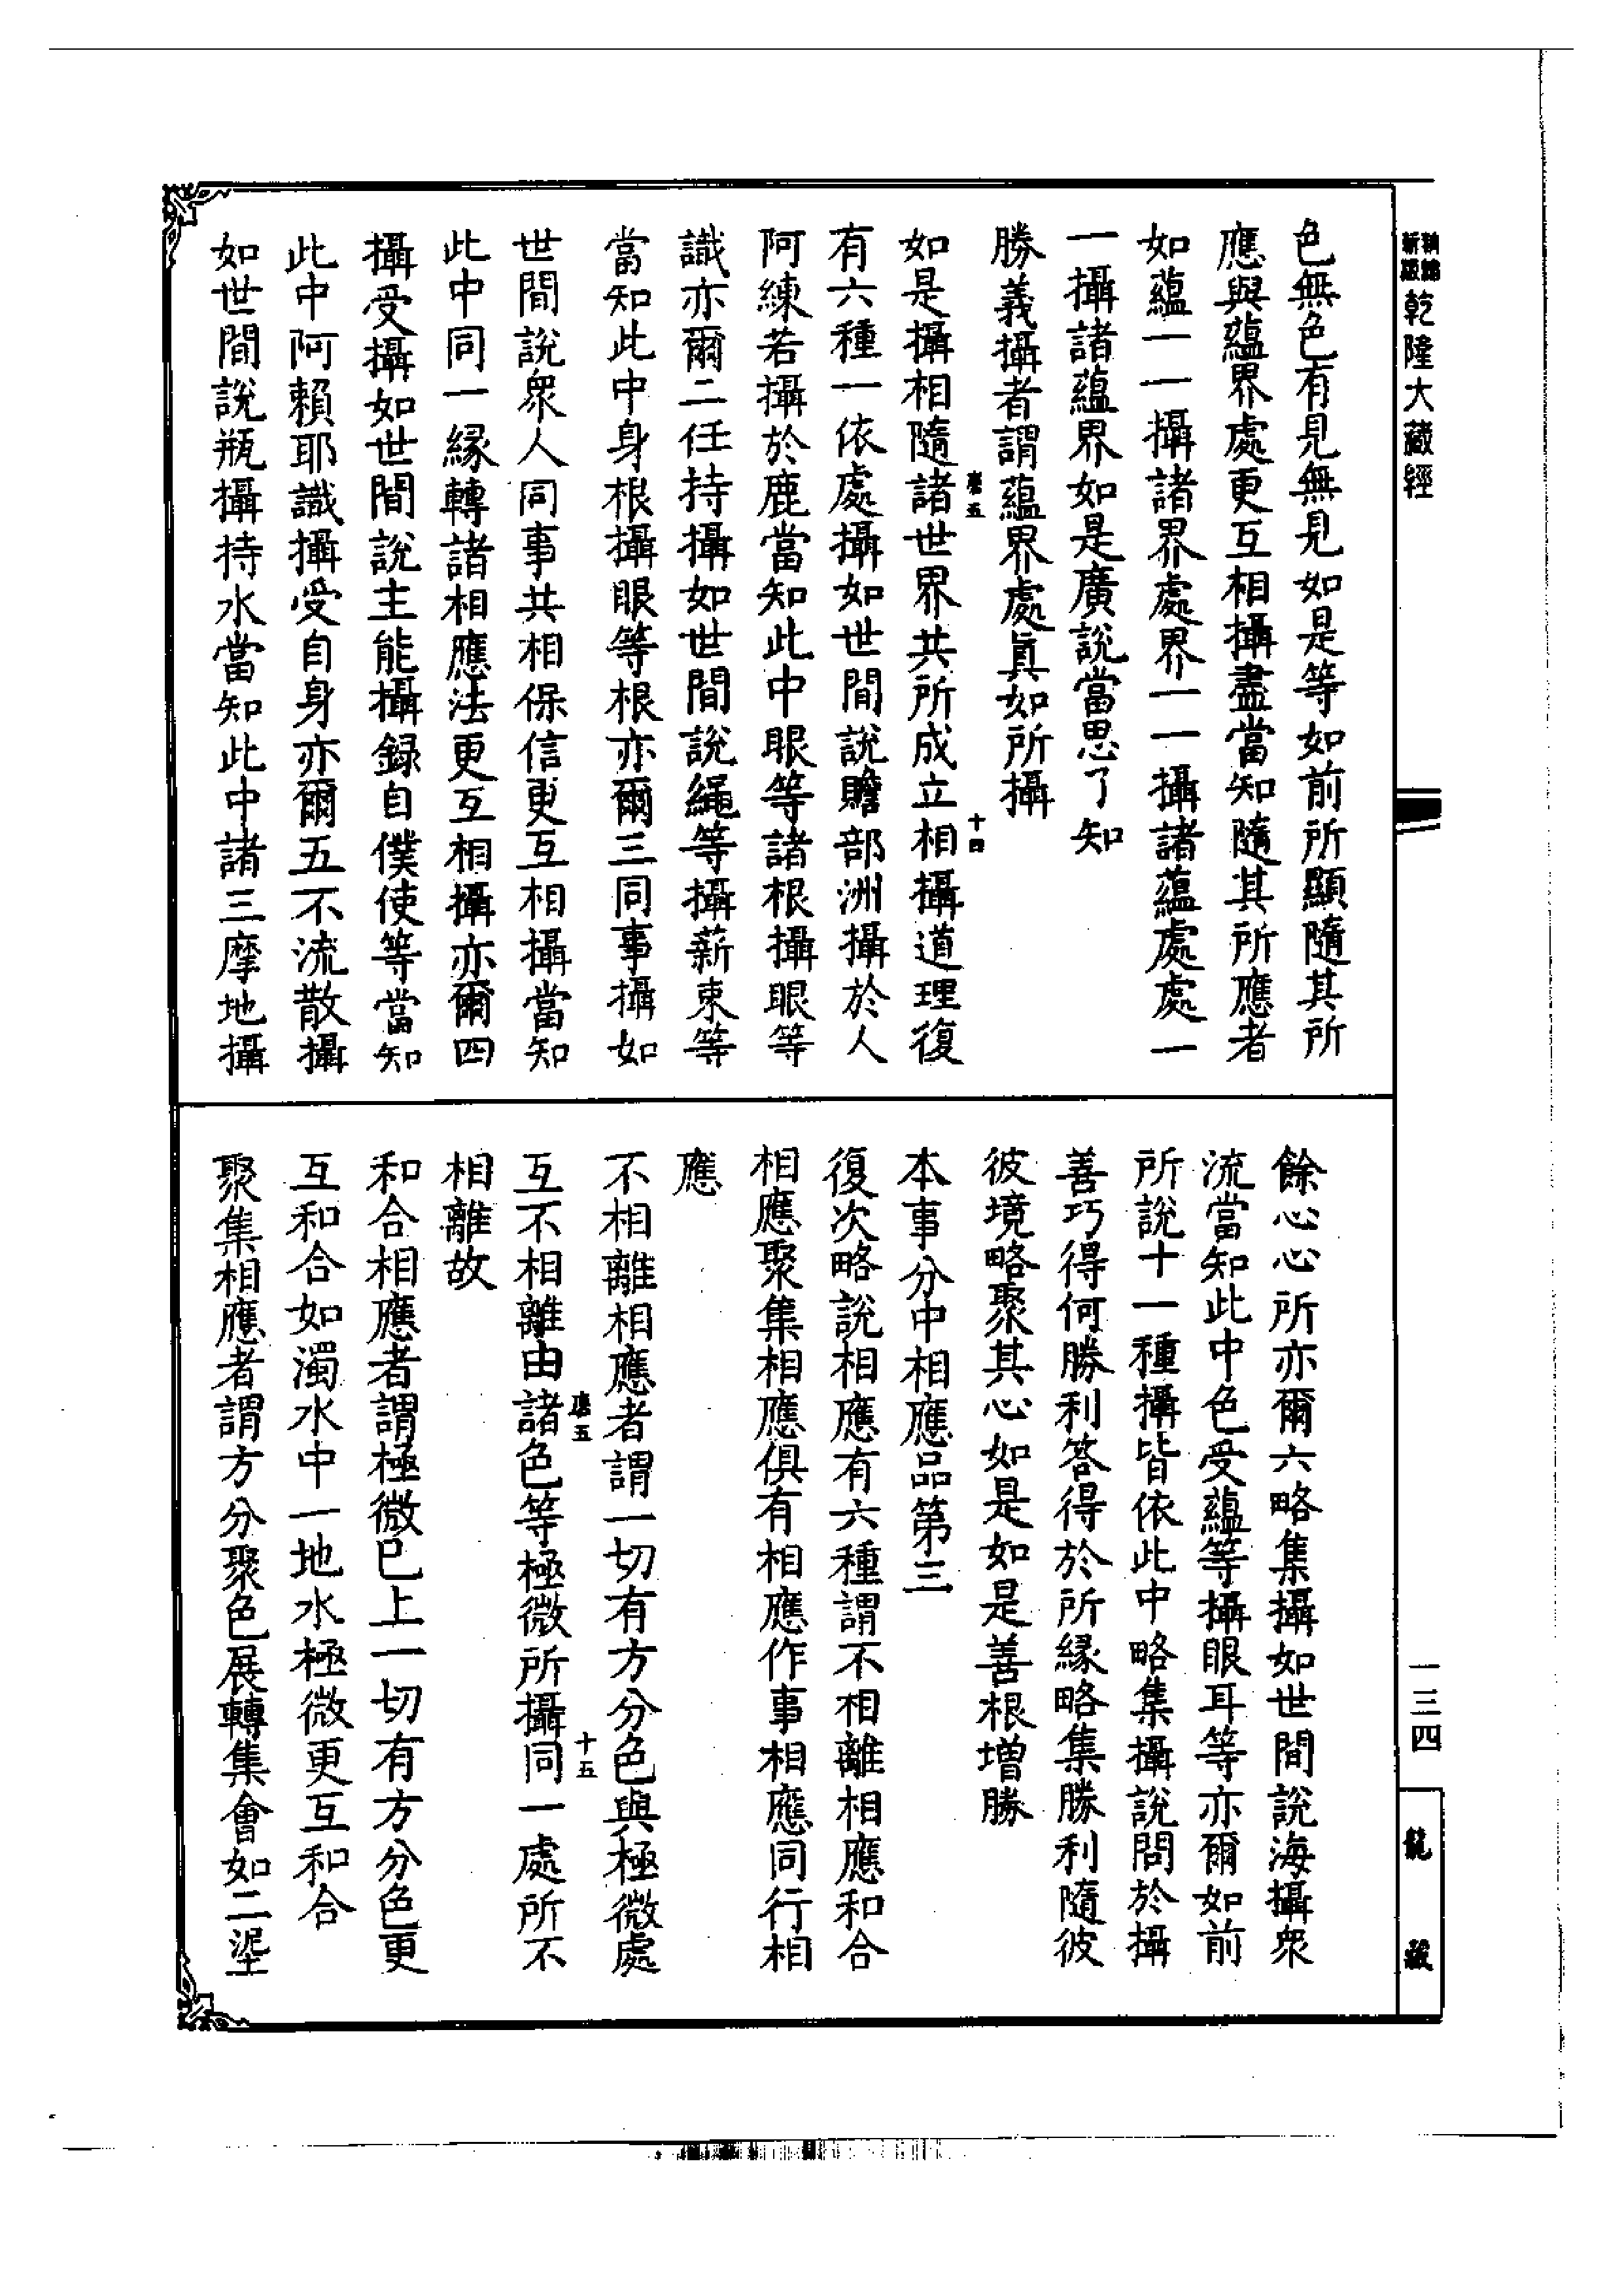 乾隆大藏經
色無色有見無見如是等如前所顯隨其所
應與蘊界處更互相攝盡當知隨其所應者
如蘊一一攝諸界處界一一攝諸蘊處處一
一攝諸蘊界如是廣說當思了知
勝義攝者謂蘊界處真如所攝
如是攝相隨諸世界共所成立相攝道理復
十四
有六種一依處攝如世間說贍部洲攝於人
阿練若攝於鹿當知此中眼等諸根攝眼等
識亦爾二任持攝如世間說繩等攝薪束等
當知此中身根攝眼等根亦爾三同事攝如
世間說衆人同事共相保信更互相攝當知
此中同一緣轉諸相應法更互相攝亦爾四
攝受攝如世間說主能攝録自僕使等當知
此中阿賴耶識攝受自身亦爾五不流散攝
如世間說瓶攝持水當知此中諸三摩地攝
餘心心所亦爾六略集攝如世間說海攝衆
流當知此中色受蘊等攝眼耳等亦爾如前
所說十一種攝皆依此中略集攝說問於攝
善巧得何勝利答得於所緣略集勝利隨彼
彼境略聚其心如是如是善根增勝
本事分中相應品第三
復次略說相應有六種謂不相離相應和合
相應聚集相應俱有相應作事相應同行相
應
不相離相應者謂一切有方分色與極微處
十五
互不相離由諸色等極微所攝同一處所不
相離故
和合相應者謂極微已上一切有方分色更
互和合如濁水中一地水極微更互和合
聚集相應者謂方分聚色展轉集會如二埿
一三四
龍藏